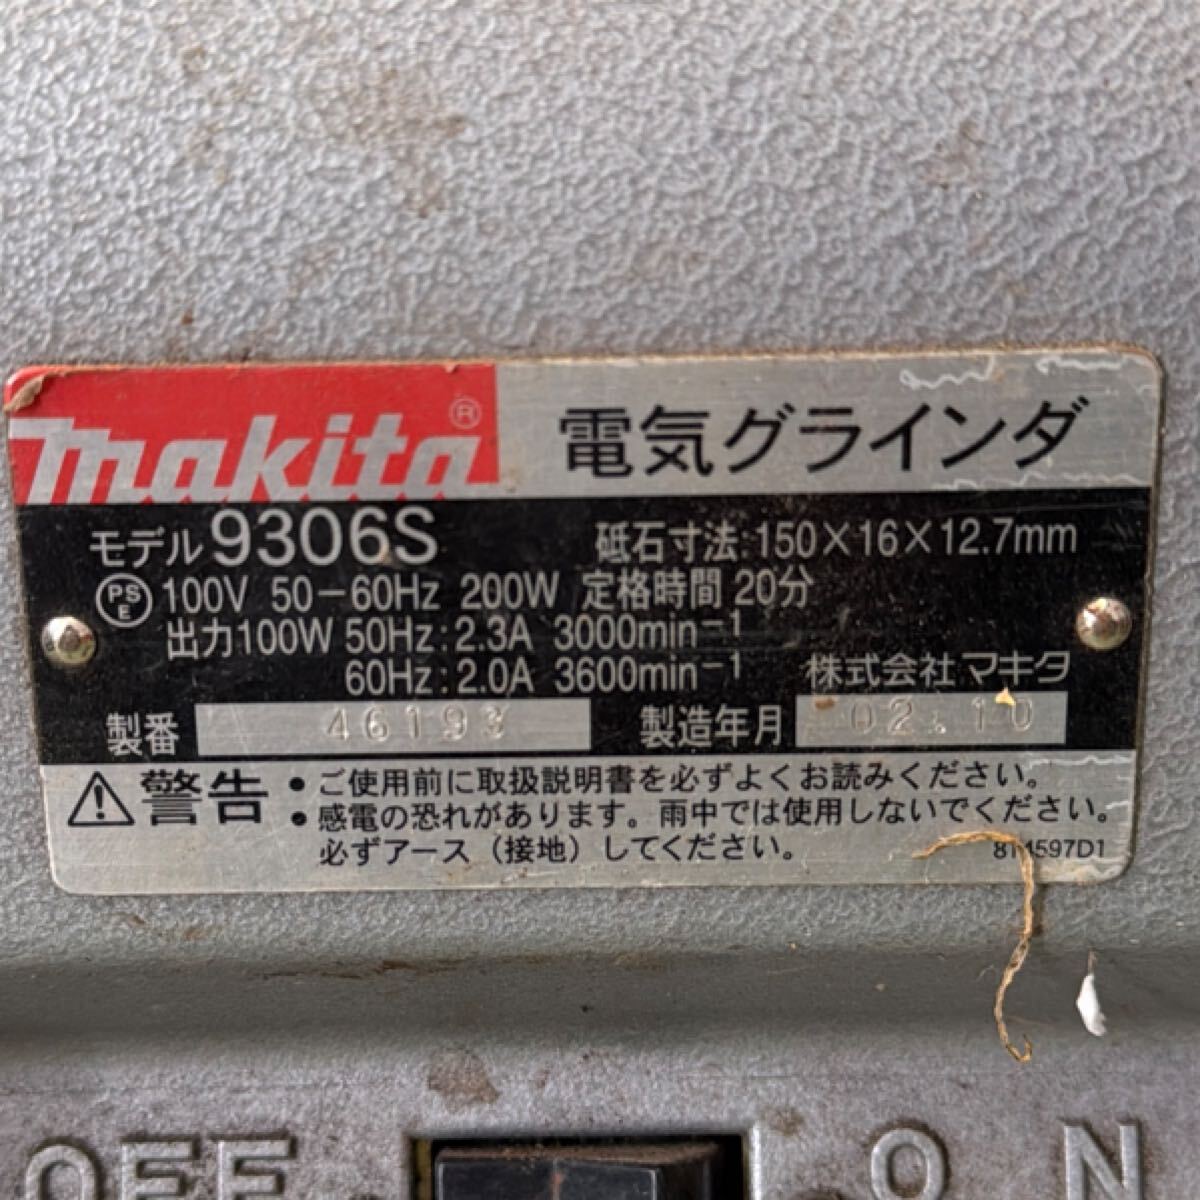 makita® 電気グラインダ
モデル 9306S 砥石寸法:150×16×12.7mm
PS E 100V 50-60Hz 200W 定格時間 20分
出力100W 50Hz:2.3A 3000min-1
60Hz:2.0A 3600min-1 株式会社 マキタ
製番 46193 製造年月 02.10
警告 ・ご使用前に取扱説明書を必ずよくお読みください。
・感電の恐れがあります。雨中では使用しないでください。
必ずアース(接地)してください。
814597D1
OFF ON